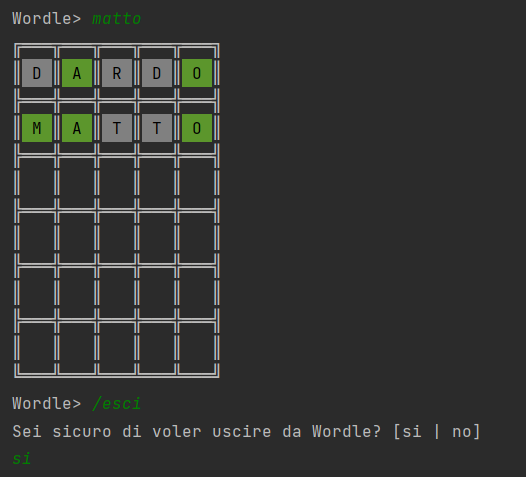 Wordle> matto
D A R D O
M A T T O
Wordle> /esci
Sei sicuro di voler uscire da Wordle? [si | no]
si